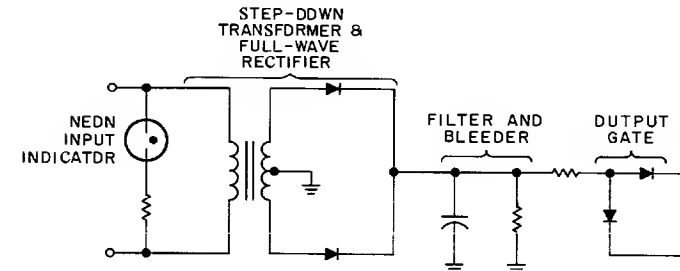 STEP-DDWN
TRANSFDRMER &
FULL-WAVE
RECTIFIER
NEDN
INPUT
INDICATDR
FILTER AND
BLEEDER
DUTPUT
GATE